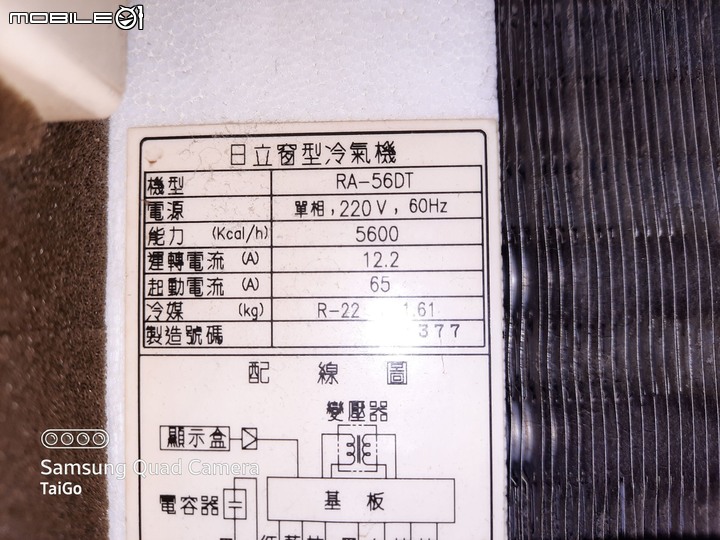 MOBILE01
日立窗型冷氣機
機型 RA-56DT
電源 單相，220V，60Hz
能力 (Kcal/h) 5600
運轉電流 (A) 12.2
起動電流 (A) 65
冷媒 (kg) R-22 1.61
製造號碼 377
配線圖
變壓器
顯示盒
基板
電容器
Samsung Quad Camera
TaiGo